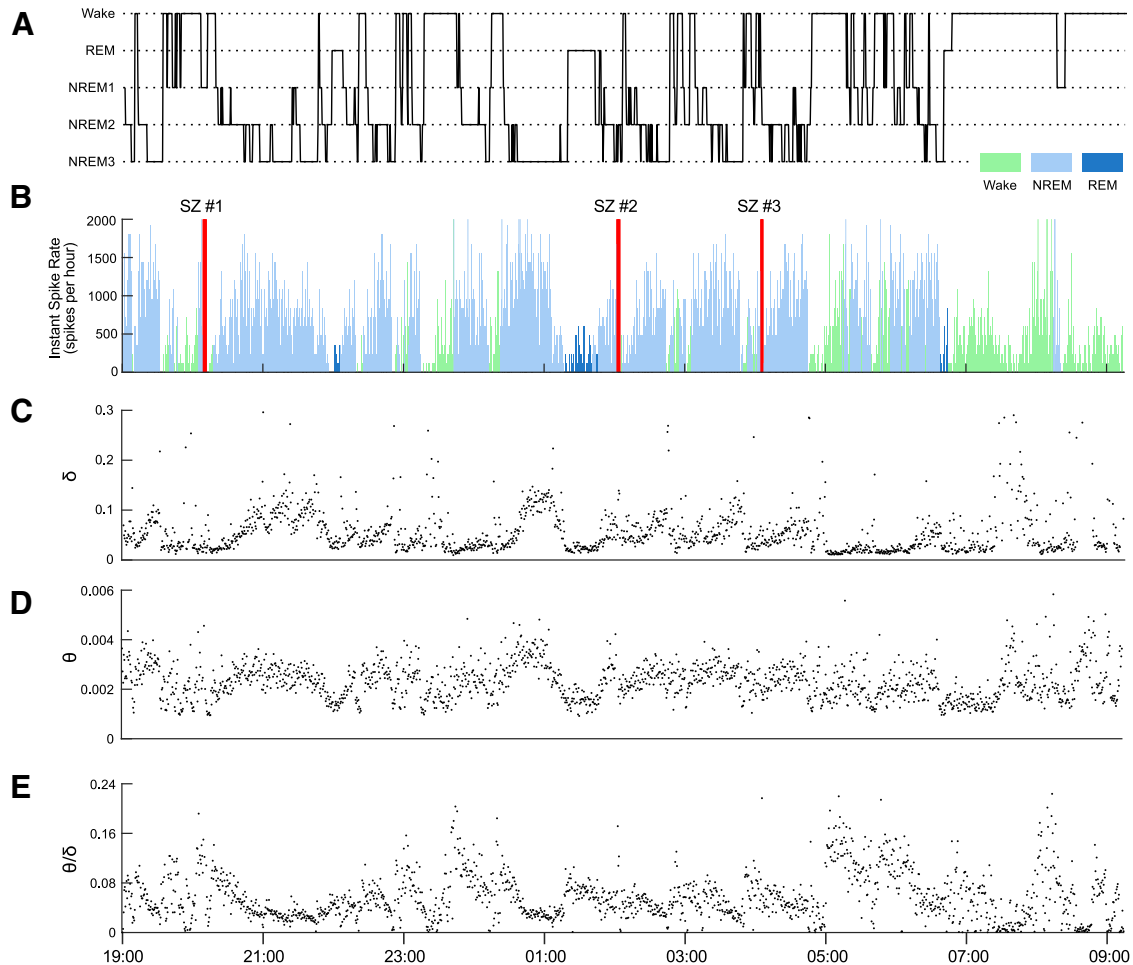 A
Wake
REM
NREM1
NREM2
NREM3
Wake NREM REM
B
SZ #1 SZ #2 SZ #3
Instant Spike Rate
(spikes per hour)
2000
1500
1000
500
0
C
δ
0.3
0.2
0.1
0
D
θ
0.006
0.004
0.002
0
E
θ/δ
0.24
0.16
0.08
0
19:00 21:00 23:00 01:00 03:00 05:00 07:00 09:00